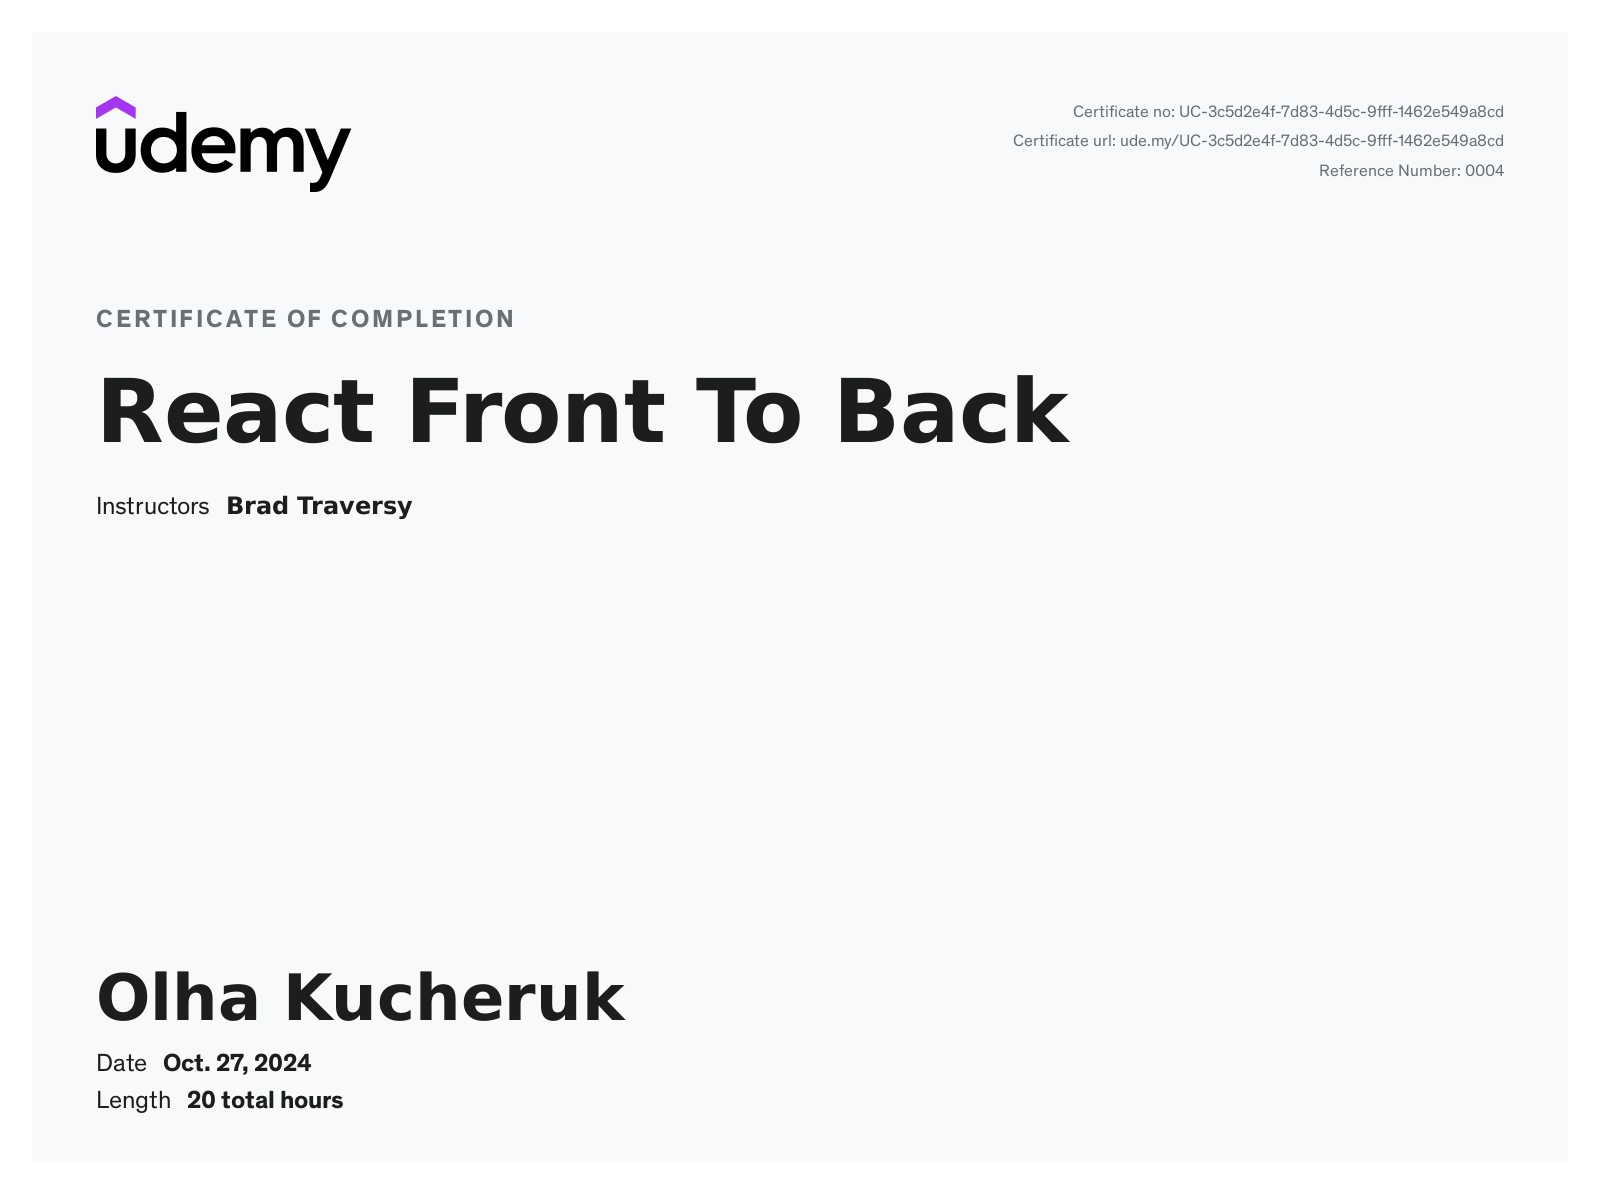 udemy
Certificate no: UC-3c5d2e4f-7d83-4d5c-9fff-1462e549a8cd
Certificate url: ude.my/UC-3c5d2e4f-7d83-4d5c-9fff-1462e549a8cd
Reference Number: 0004
CERTIFICATE OF COMPLETION
React Front To Back
Instructors Brad Traversy
Olha Kucheruk
Date Oct. 27, 2024
Length 20 total hours